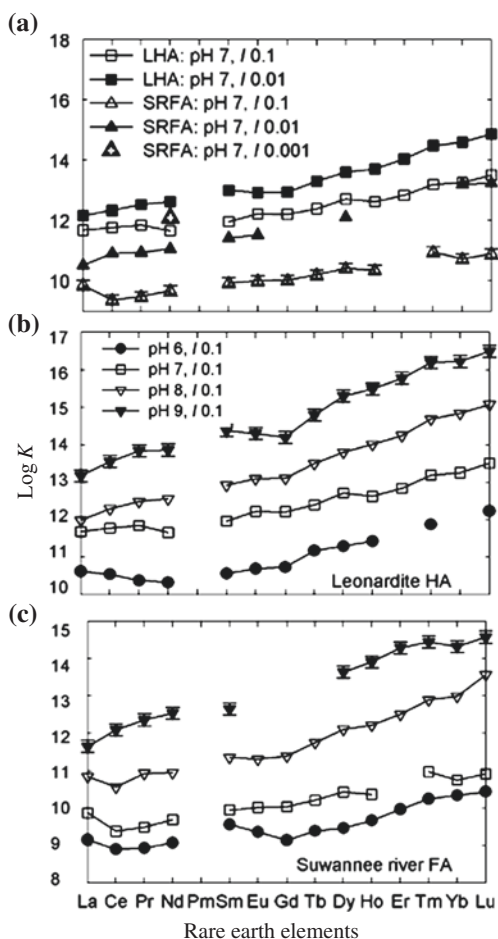 (a)
18
16
14
12
10
LHA: pH 7, I 0.1
LHA: pH 7, I 0.01
SRFA: pH 7, I 0.1
SRFA: pH 7, I 0.01
SRFA: pH 7, I 0.001
(b)
17
16
15
14
13
12
11
10
pH 6, I 0.1
pH 7, I 0.1
pH 8, I 0.1
pH 9, I 0.1
Leonardite HA
Log K
(c)
15
14
13
12
11
10
9
8
Suwannee river FA
La Ce Pr Nd Pm Sm Eu Gd Tb Dy Ho Er Tm Yb Lu
Rare earth elements